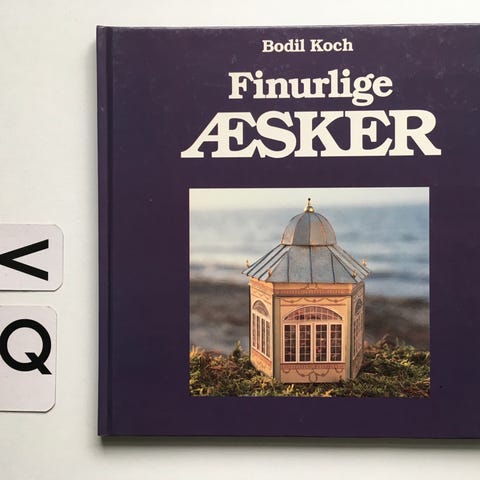 Bodil Koch
Finurlige
ÆSKER
V
Q